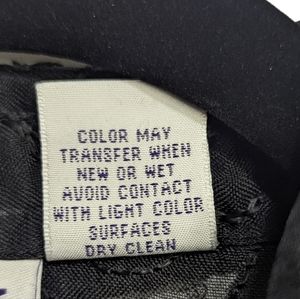 COLOR MAY
TRANSFER WHEN
NEW OR WET
AVOID CONTACT
WITH LIGHT COLOR
SURFACES
DRY CLEAN